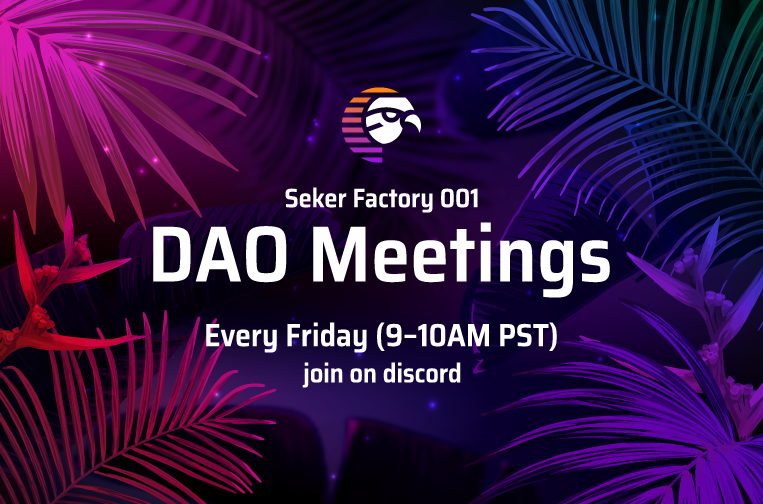 Seker Factory 001
DAO Meetings
Every Friday (9–10AM PST)
join on discord